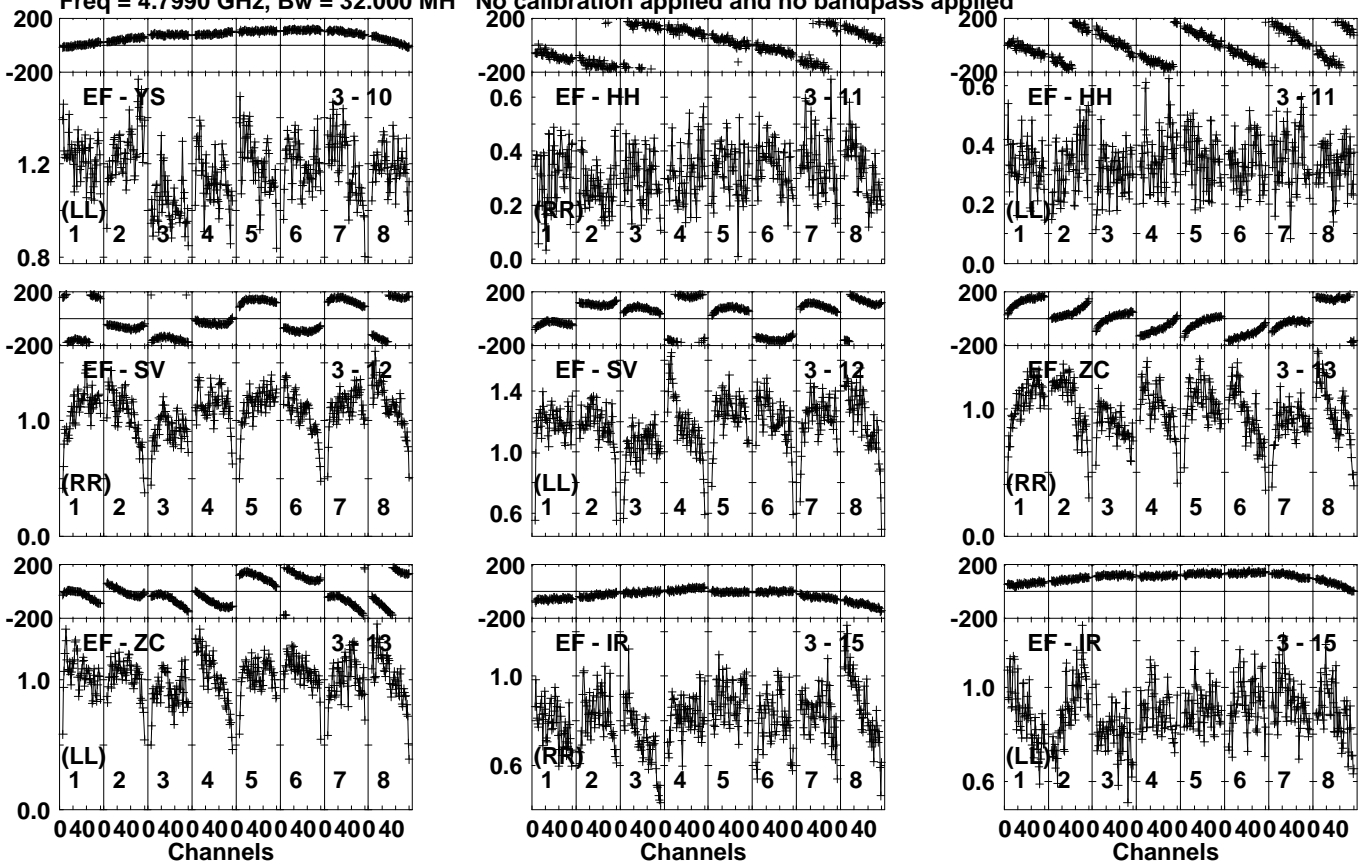 Freq = 4.7990 GHz, Bw = 32.000 MH No calibration applied and no bandpass applied
200
-200
EF - YS 3 - 10
1.2
(LL)
1 2 3 4 5 6 7 8
0.8
200
-200
0.6
EF - HH 3 - 11
0.4
0.2
(RR)
1 2 3 4 5 6 7 8
0.0
200
-200
0.6
EF - HH 3 - 11
0.4
0.2
(LL)
1 2 3 4 5 6 7 8
0.0
200
-200
EF - SV 3 - 12
1.0
(RR)
1 2 3 4 5 6 7 8
0.0
200
-200
EF - SV 3 - 12
1.4
1.0
(LL)
0.6
1 2 3 4 5 6 7 8
200
-200
EF - ZC 3 - 13
1.0
(RR)
1 2 3 4 5 6 7 8
0.0
200
-200
EF - ZC 3 - 13
1.0
(LL)
1 2 3 4 5 6 7 8
0.0
0 40 0 40 0 40 0 40 0 40 0 40 0 40 0 40
Channels
200
-200
EF - IR 3 - 15
1.0
(RR)
0.6
1 2 3 4 5 6 7 8
0 40 0 40 0 40 0 40 0 40 0 40 0 40 0 40
Channels
200
-200
EF - IR 3 - 15
1.0
(LL)
0.6
1 2 3 4 5 6 7 8
0 40 0 40 0 40 0 40 0 40 0 40 0 40 0 40
Channels